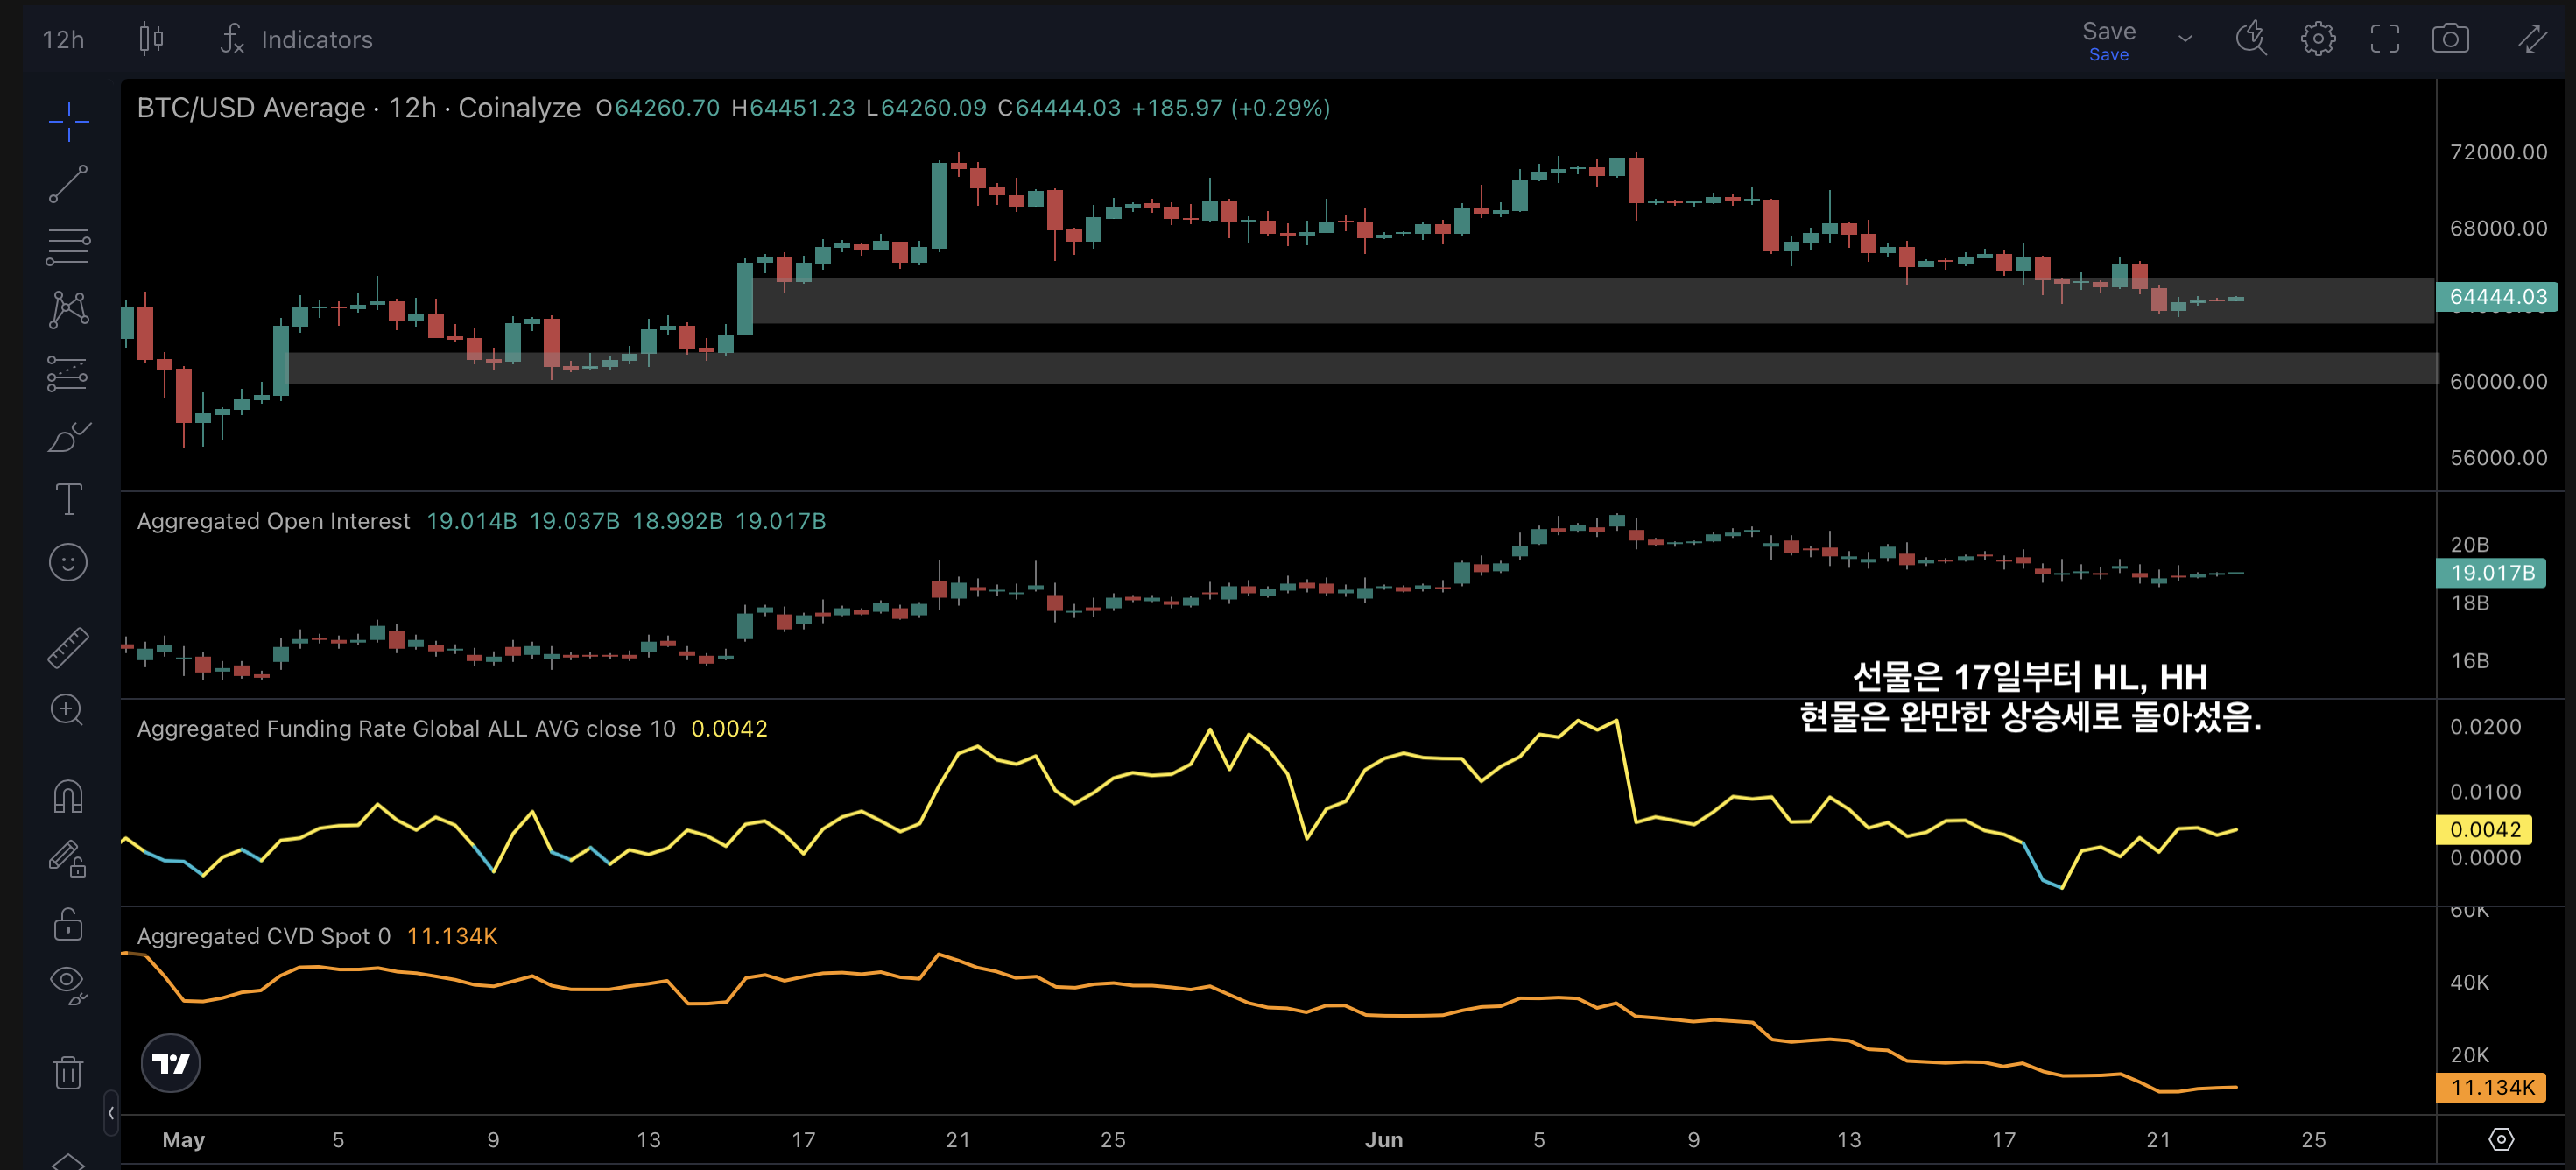 12h Indicators Save
Save
BTC/USD Average · 12h · Coinalyze O64260.70 H64451.23 L64260.09 C64444.03 +185.97 (+0.29%)
72000.00
68000.00
64444.03
60000.00
56000.00
Aggregated Open Interest 19.014B 19.037B 18.992B 19.017B
20B
19.017B
18B
16B
선물은 17일부터 HL, HH
현물은 완만한 상승세로 돌아섰음.
Aggregated Funding Rate Global ALL AVG close 10 0.0042
0.0200
0.0100
0.0042
0.0000
Aggregated CVD Spot 0 11.134K
60K
40K
20K
11.134K
May 5 9 13 17 21 25 Jun 5 9 13 17 21 25